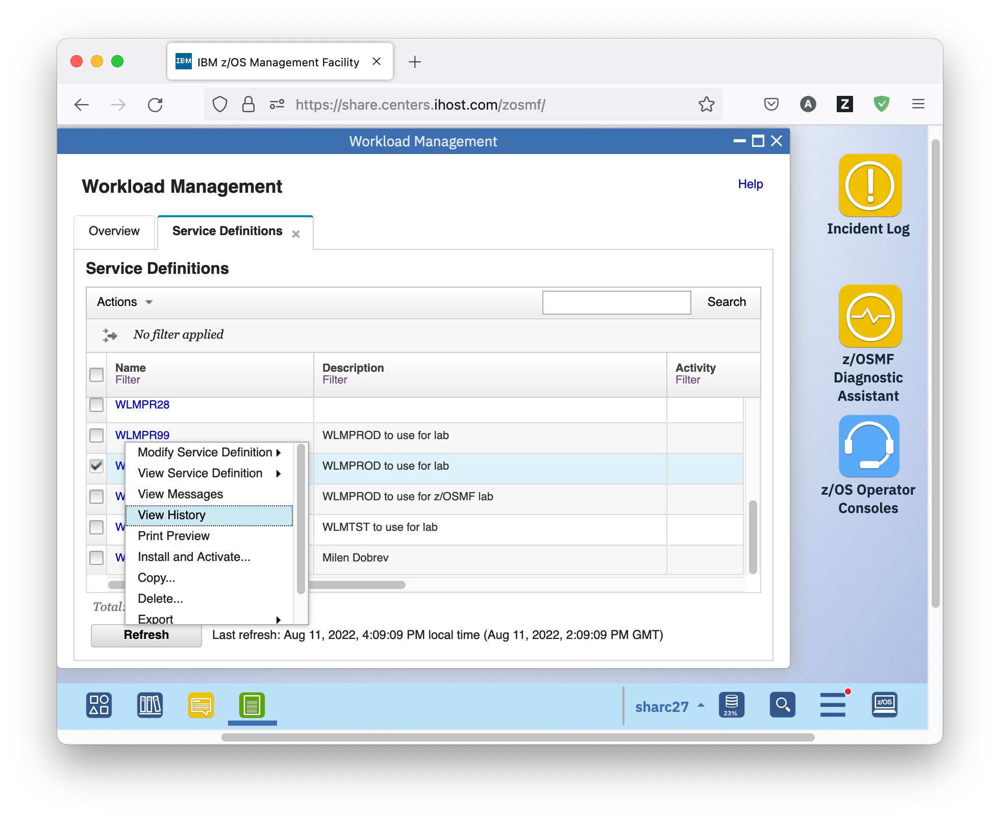 IBM IBM z/OS Management Facility
https://share.centers.ihost.com/zosmf/
A Z
Workload Management
Workload Management
Help
Overview
Service Definitions
Service Definitions
Actions
Search
No filter applied
Name Description Activity
Filter Filter Filter
WLMPR28
WLMPR99 WLMPROD to use for lab
W WLMPROD to use for lab
W WLMPROD to use for z/OSMF lab
W WLMTST to use for lab
W Milen Dobrev
Modify Service Definition
View Service Definition
View Messages
View History
Print Preview
Install and Activate...
Copy...
Delete...
Export
Total:
Refresh
Last refresh: Aug 11, 2022, 4:09:09 PM local time (Aug 11, 2022, 2:09:09 PM GMT)
Incident Log
z/OSMF
Diagnostic
Assistant
z/OS Operator
Consoles
sharc27
23%
z/OS